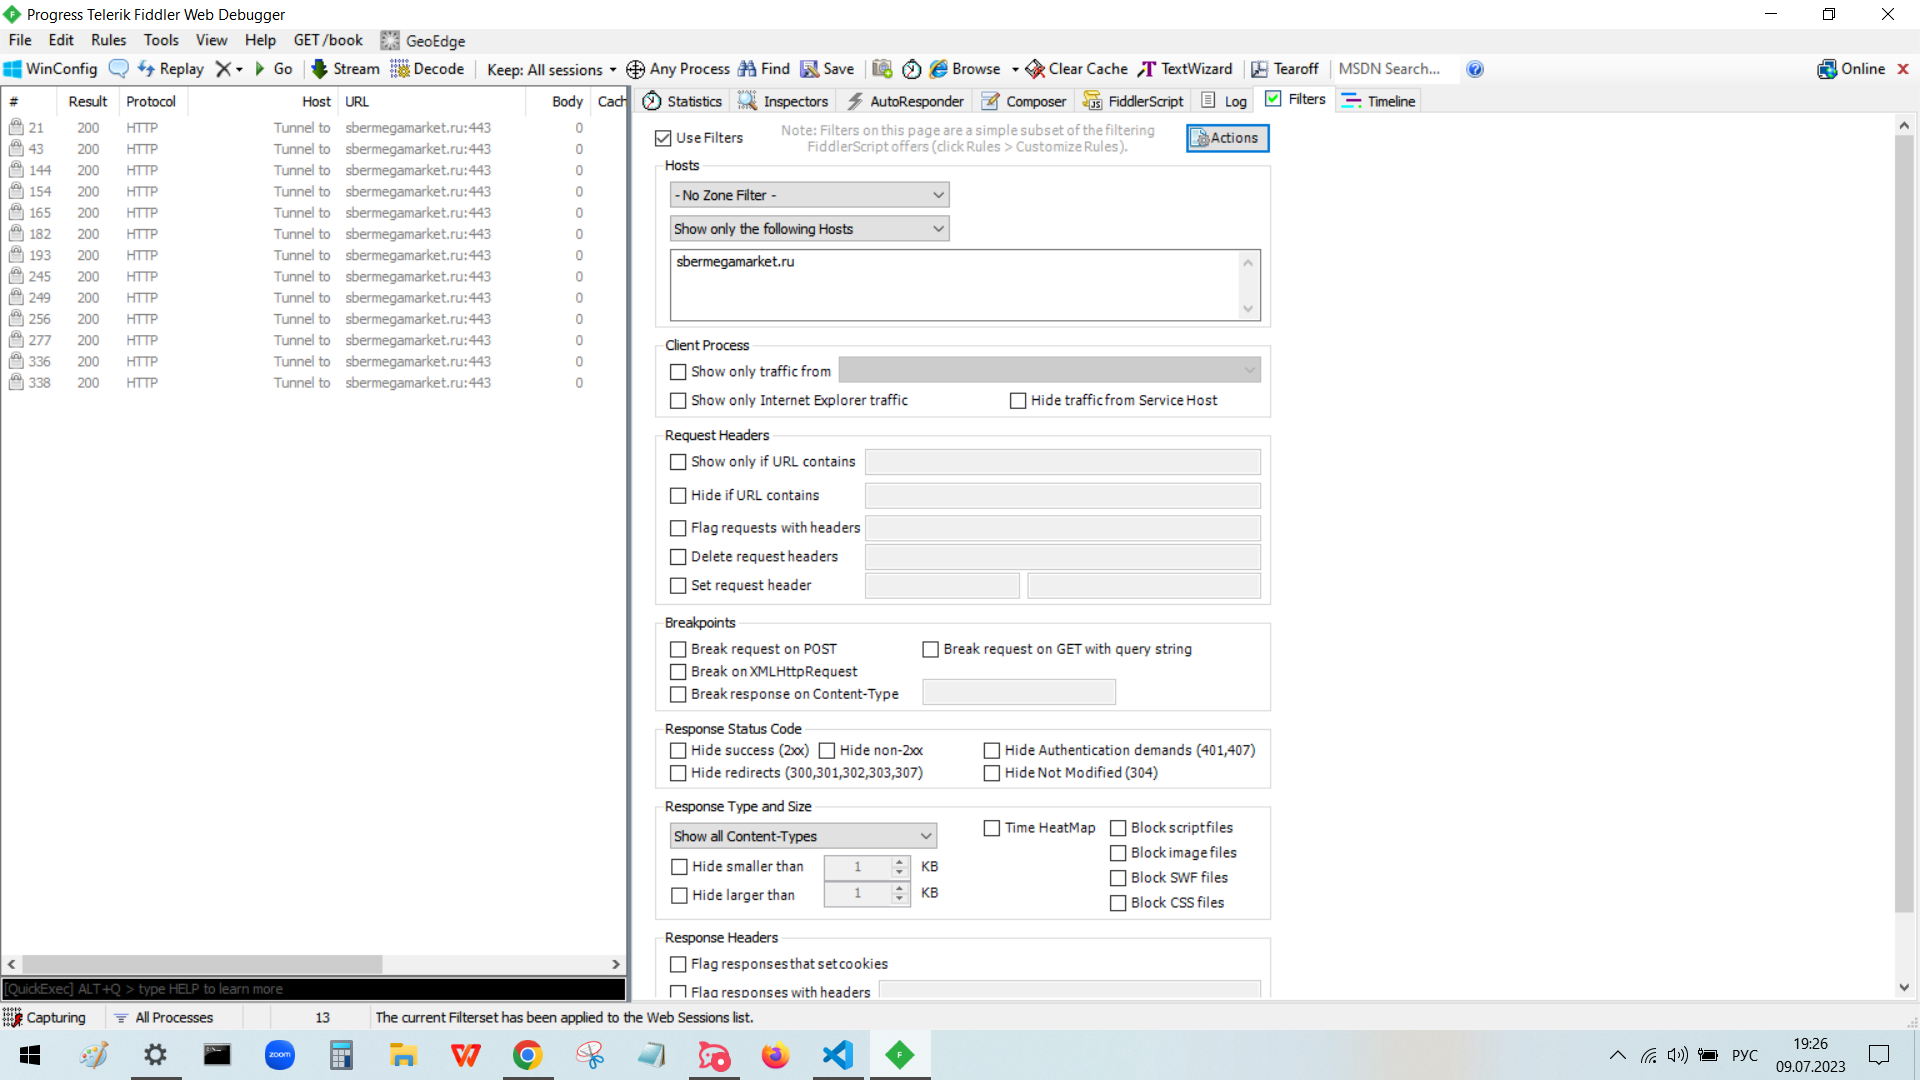 Progress Telerik Fiddler Web Debugger
File Edit Rules Tools View Help GET /book GeoEdge
WinConfig Replay Go Stream Decode Keep: All sessions Any Process Find Save Browse Clear Cache TextWizard Tearoff MSDN Search... Online
# Result Protocol Host URL Body Cach
21 200 HTTP Tunnel to sbermegamarket.ru:443 0
43 200 HTTP Tunnel to sbermegamarket.ru:443 0
144 200 HTTP Tunnel to sbermegamarket.ru:443 0
154 200 HTTP Tunnel to sbermegamarket.ru:443 0
165 200 HTTP Tunnel to sbermegamarket.ru:443 0
182 200 HTTP Tunnel to sbermegamarket.ru:443 0
193 200 HTTP Tunnel to sbermegamarket.ru:443 0
245 200 HTTP Tunnel to sbermegamarket.ru:443 0
249 200 HTTP Tunnel to sbermegamarket.ru:443 0
256 200 HTTP Tunnel to sbermegamarket.ru:443 0
277 200 HTTP Tunnel to sbermegamarket.ru:443 0
336 200 HTTP Tunnel to sbermegamarket.ru:443 0
338 200 HTTP Tunnel to sbermegamarket.ru:443 0
[QuickExec] ALT+Q > type HELP to learn more
Statistics Inspectors AutoResponder Composer FiddlerScript Log Filters Timeline
Use Filters
Note: Filters on this page are a simple subset of the filtering
FiddlerScript offers (click Rules > Customize Rules).
Actions
Hosts
- No Zone Filter -
Show only the following Hosts
sbermegamarket.ru
Client Process
Show only traffic from
Show only Internet Explorer traffic Hide traffic from Service Host
Request Headers
Show only if URL contains
Hide if URL contains
Flag requests with headers
Delete request headers
Set request header
Breakpoints
Break request on POST Break request on GET with query string
Break on XMLHttpRequest
Break response on Content-Type
Response Status Code
Hide success (2xx) Hide non-2xx Hide Authentication demands (401,407)
Hide redirects (300,301,302,303,307) Hide Not Modified (304)
Response Type and Size
Show all Content-Types Time HeatMap Block script files
Block image files
Hide smaller than 1 KB
Block SWF files
Hide larger than 1 KB
Block CSS files
Response Headers
Flag responses that set cookies
Flag responses with headers
Capturing All Processes 13 The current Filterset has been applied to the Web Sessions list.
zoom
РУС
19:26
09.07.2023